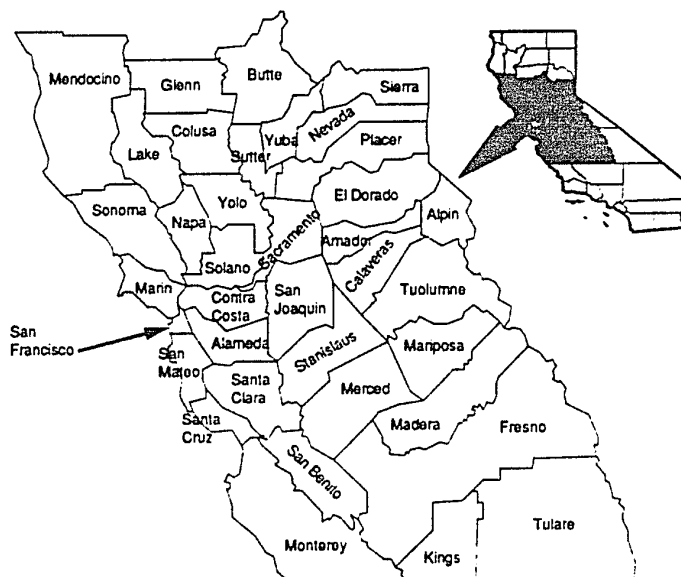 Mendocino
Glenn
Butte
Sierra
Colusa
Yuba
Nevada
Placer
Lake
Sutter
Sonoma
Napa
Yolo
El Dorado
Alpin
Sacramento
Amador
Solano
Calaveras
Marin
Contra
Costa
San
Joaquin
Tuolumne
San
Francisco
Alameda
Stanislaus
Mariposa
San
Mateo
Santa
Clara
Merced
Santa
Cruz
Madera
Fresno
San Benito
Monterey
Kings
Tulare